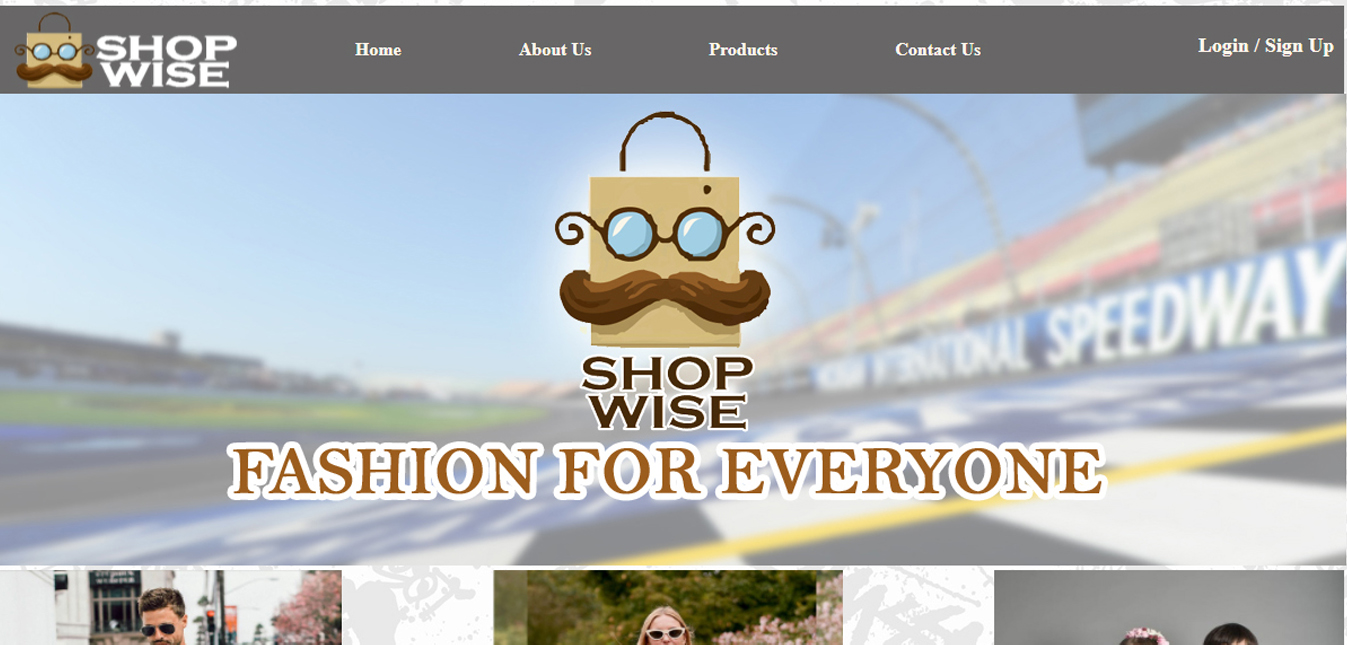 SHOP
WISE
Home
About Us
Products
Contact Us
Login / Sign Up
INTERNATIONAL SPEEDWAY
SHOP
WISE
FASHION FOR EVERYONE